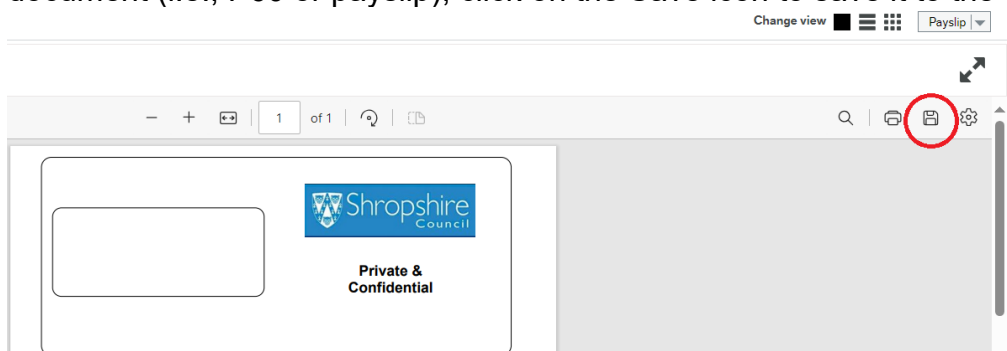 Change view Payslip
1 of 1
Shropshire
Council
Private &
Confidential